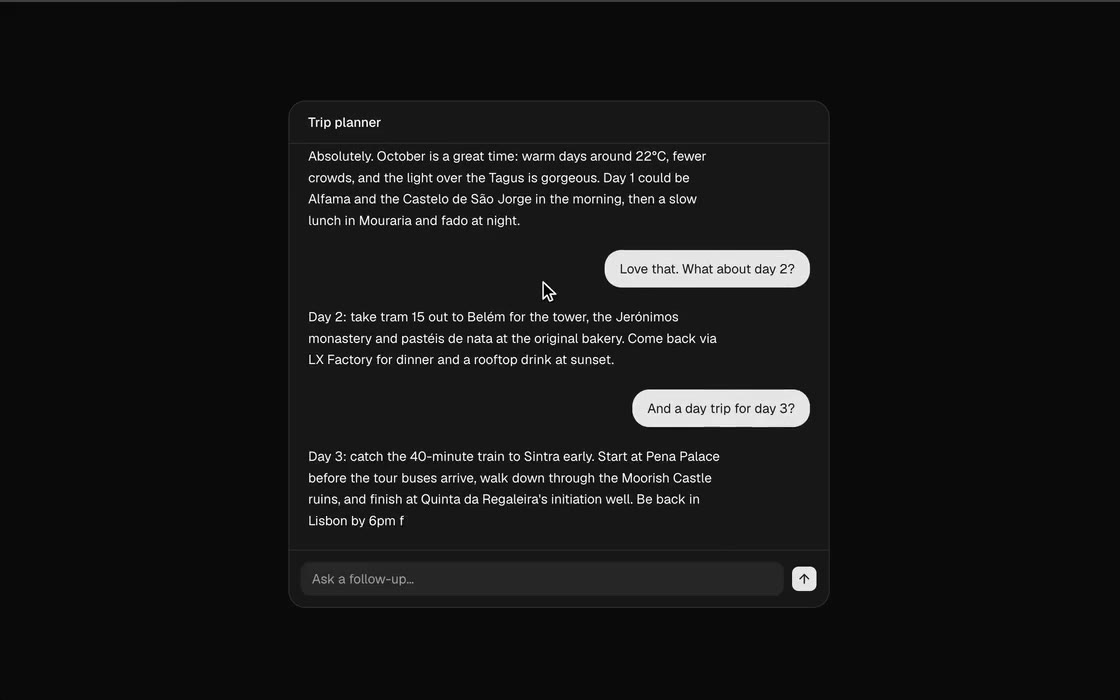 Trip planner
Absolutely. October is a great time: warm days around 22°C, fewer
crowds, and the light over the Tagus is gorgeous. Day 1 could be
Alfama and the Castelo de São Jorge in the morning, then a slow
lunch in Mouraria and fado at night.
Love that. What about day 2?
Day 2: take tram 15 out to Belém for the tower, the Jerónimos
monastery and pastéis de nata at the original bakery. Come back via
LX Factory for dinner and a rooftop drink at sunset.
And a day trip for day 3?
Day 3: catch the 40-minute train to Sintra early. Start at Pena Palace
before the tour buses arrive, walk down through the Moorish Castle
ruins, and finish at Quinta da Regaleira's initiation well. Be back in
Lisbon by 6pm f
Ask a follow-up...